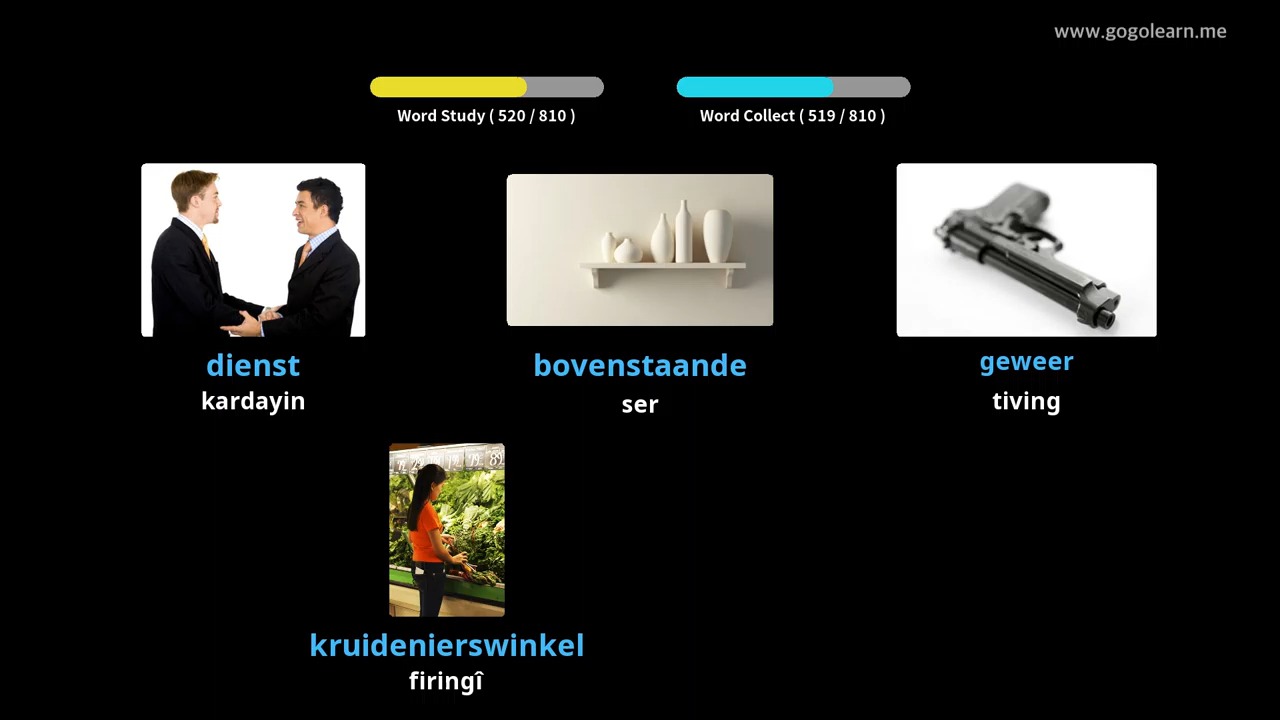 www.gogolearn.me
Word Study ( 520 / 810 )
Word Collect ( 519 / 810 )
dienst
kardayin
bovenstaande
ser
geweer
tiving
kruidenierswinkel
firingî